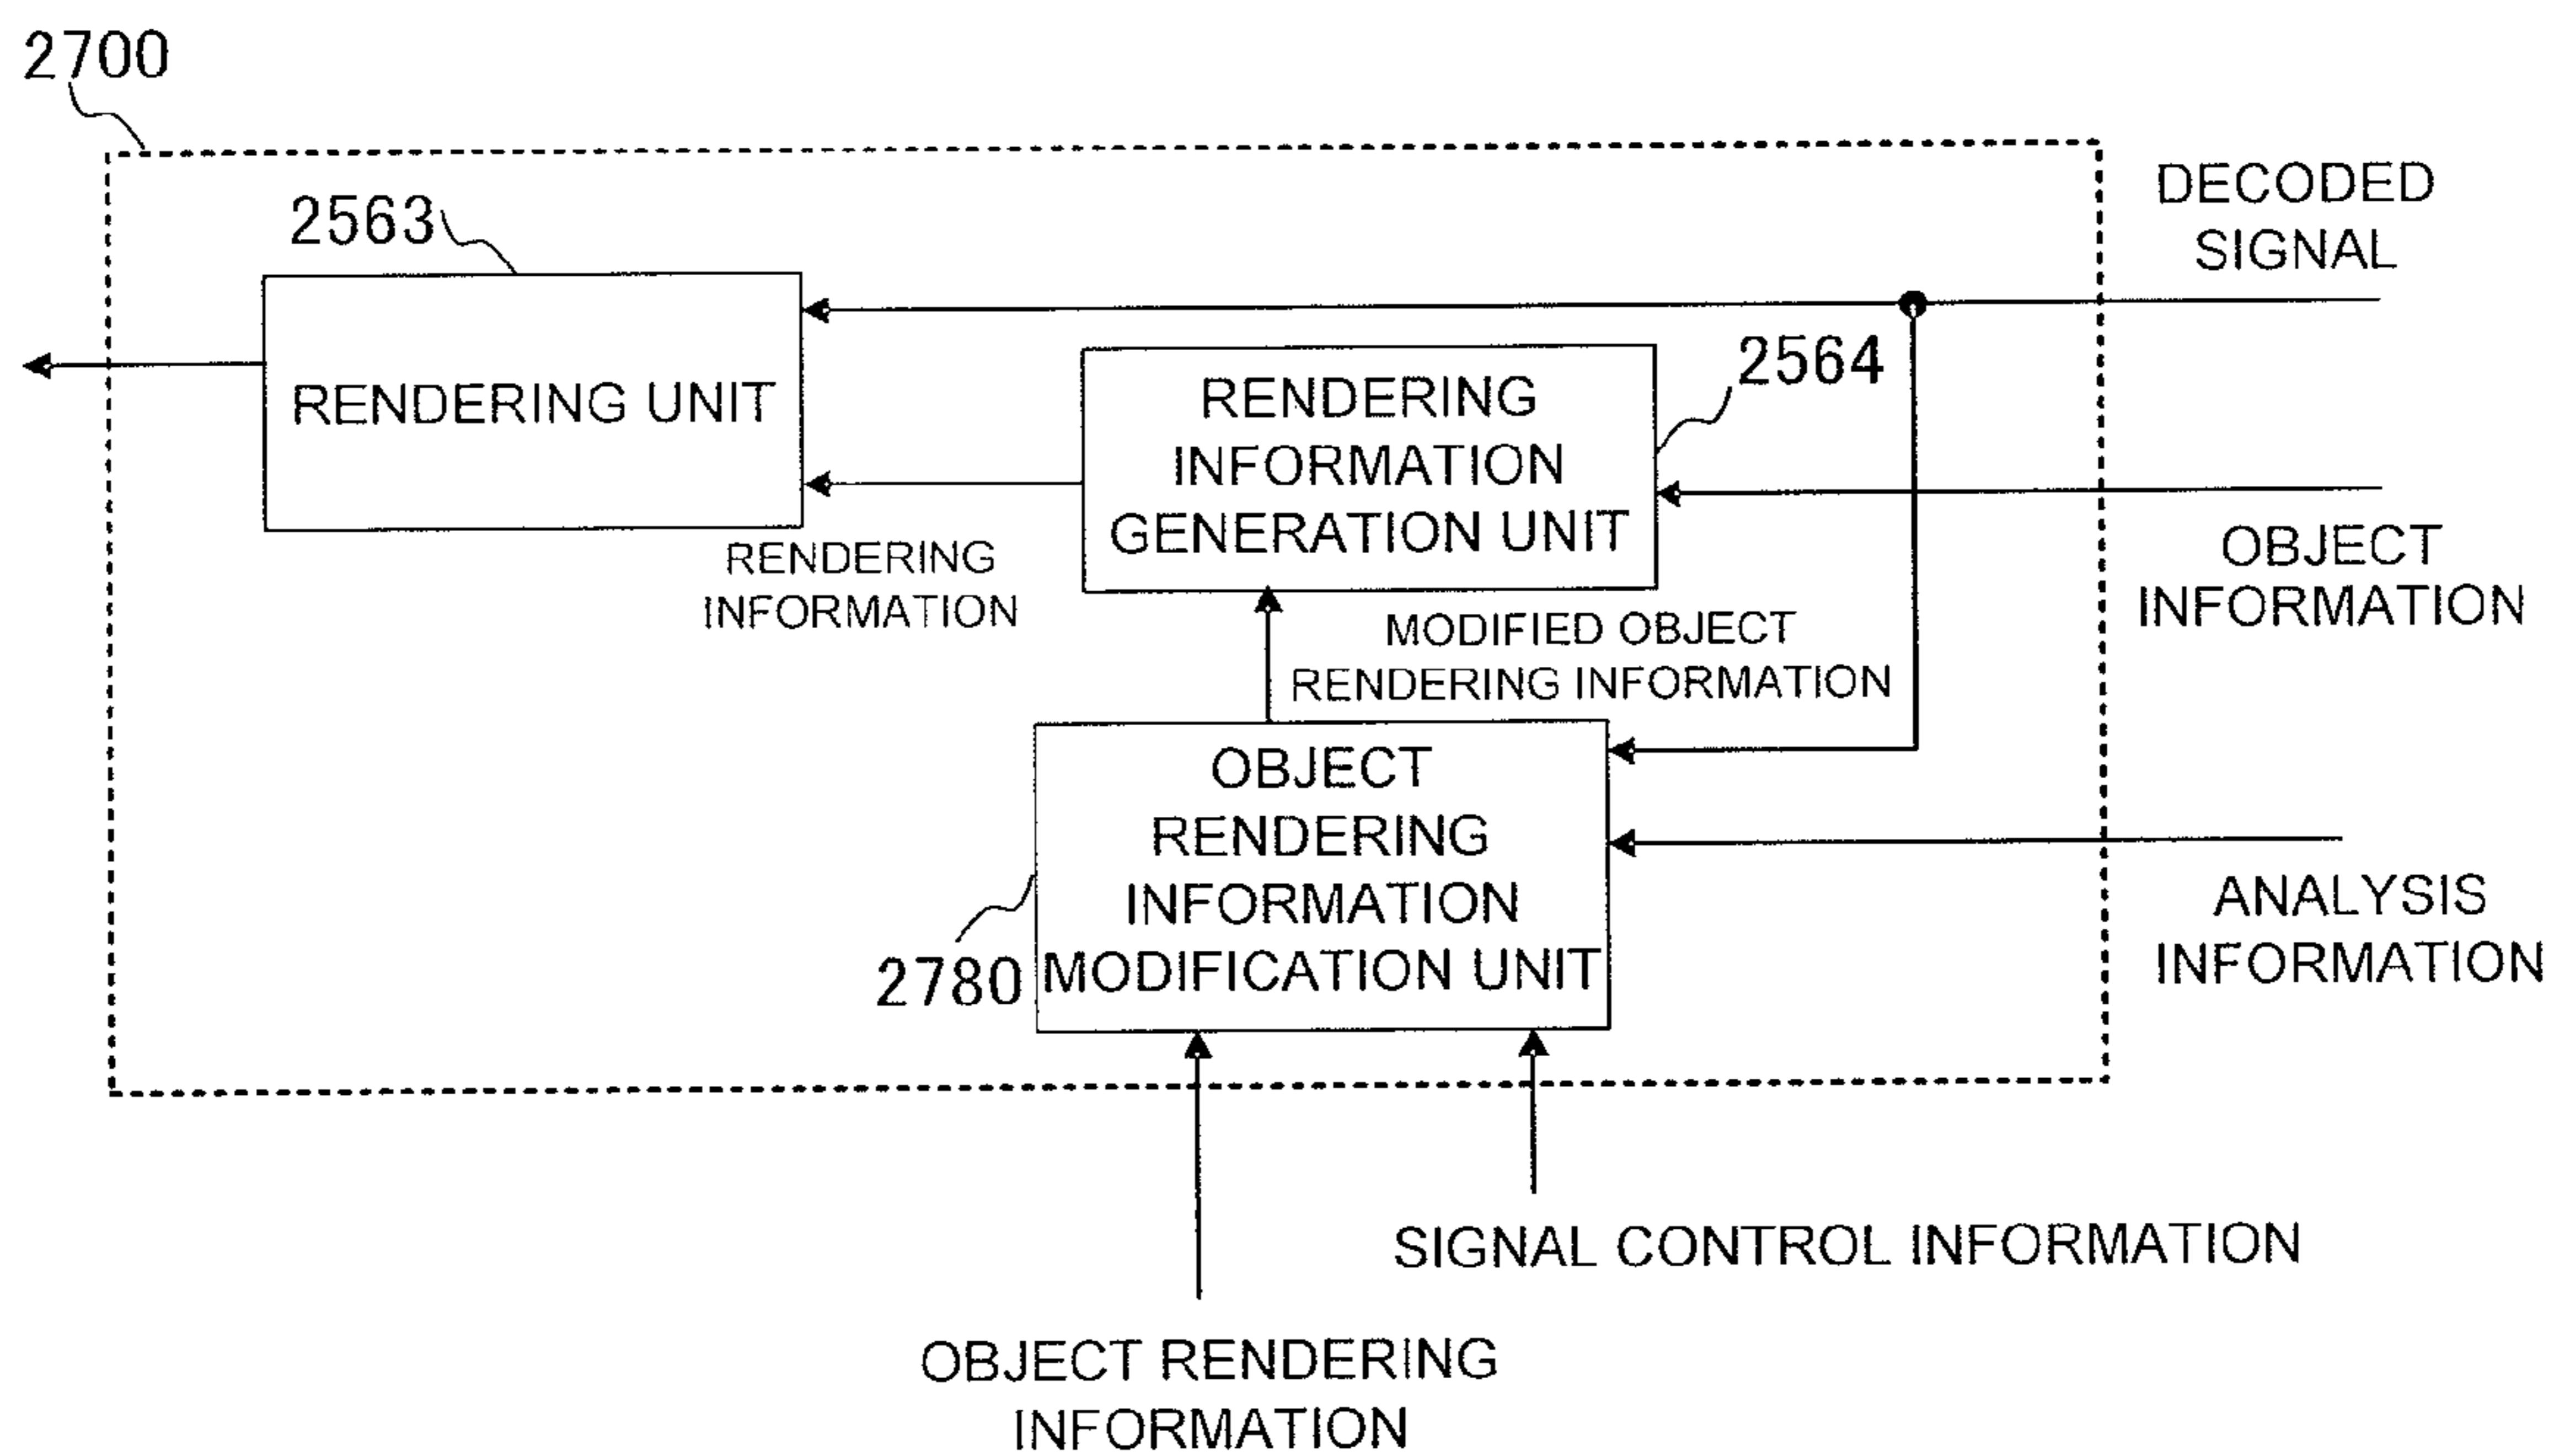 2700
DECODED
SIGNAL
2563
RENDERING UNIT
2564
RENDERING
INFORMATION
GENERATION UNIT
RENDERING
INFORMATION
OBJECT
INFORMATION
MODIFIED OBJECT
RENDERING INFORMATION
OBJECT
RENDERING
INFORMATION
MODIFICATION UNIT
2780
ANALYSIS
INFORMATION
SIGNAL CONTROL INFORMATION
OBJECT RENDERING
INFORMATION